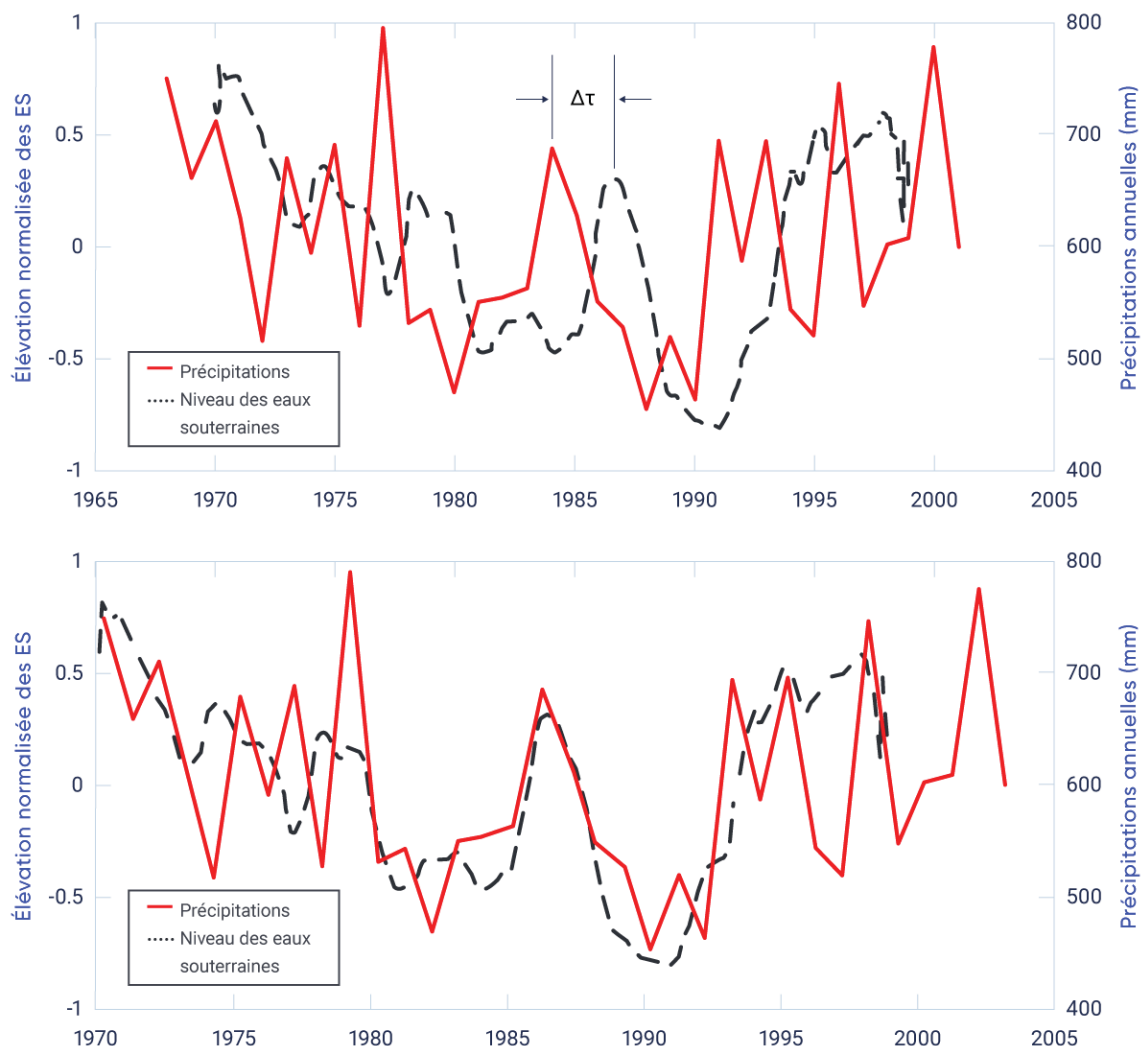 Élévation normalisée des ES
1
0.5
0
-0.5
-1
Δτ
Précipitations
Niveau des eaux
souterraines
800
700
600
500
400
Précipitations annuelles (mm)
1965 1970 1975 1980 1985 1990 1995 2000 2005
Élévation normalisée des ES
1
0.5
0
-0.5
-1
Précipitations
Niveau des eaux
souterraines
800
700
600
500
400
Précipitations annuelles (mm)
1970 1975 1980 1985 1990 1995 2000 2005